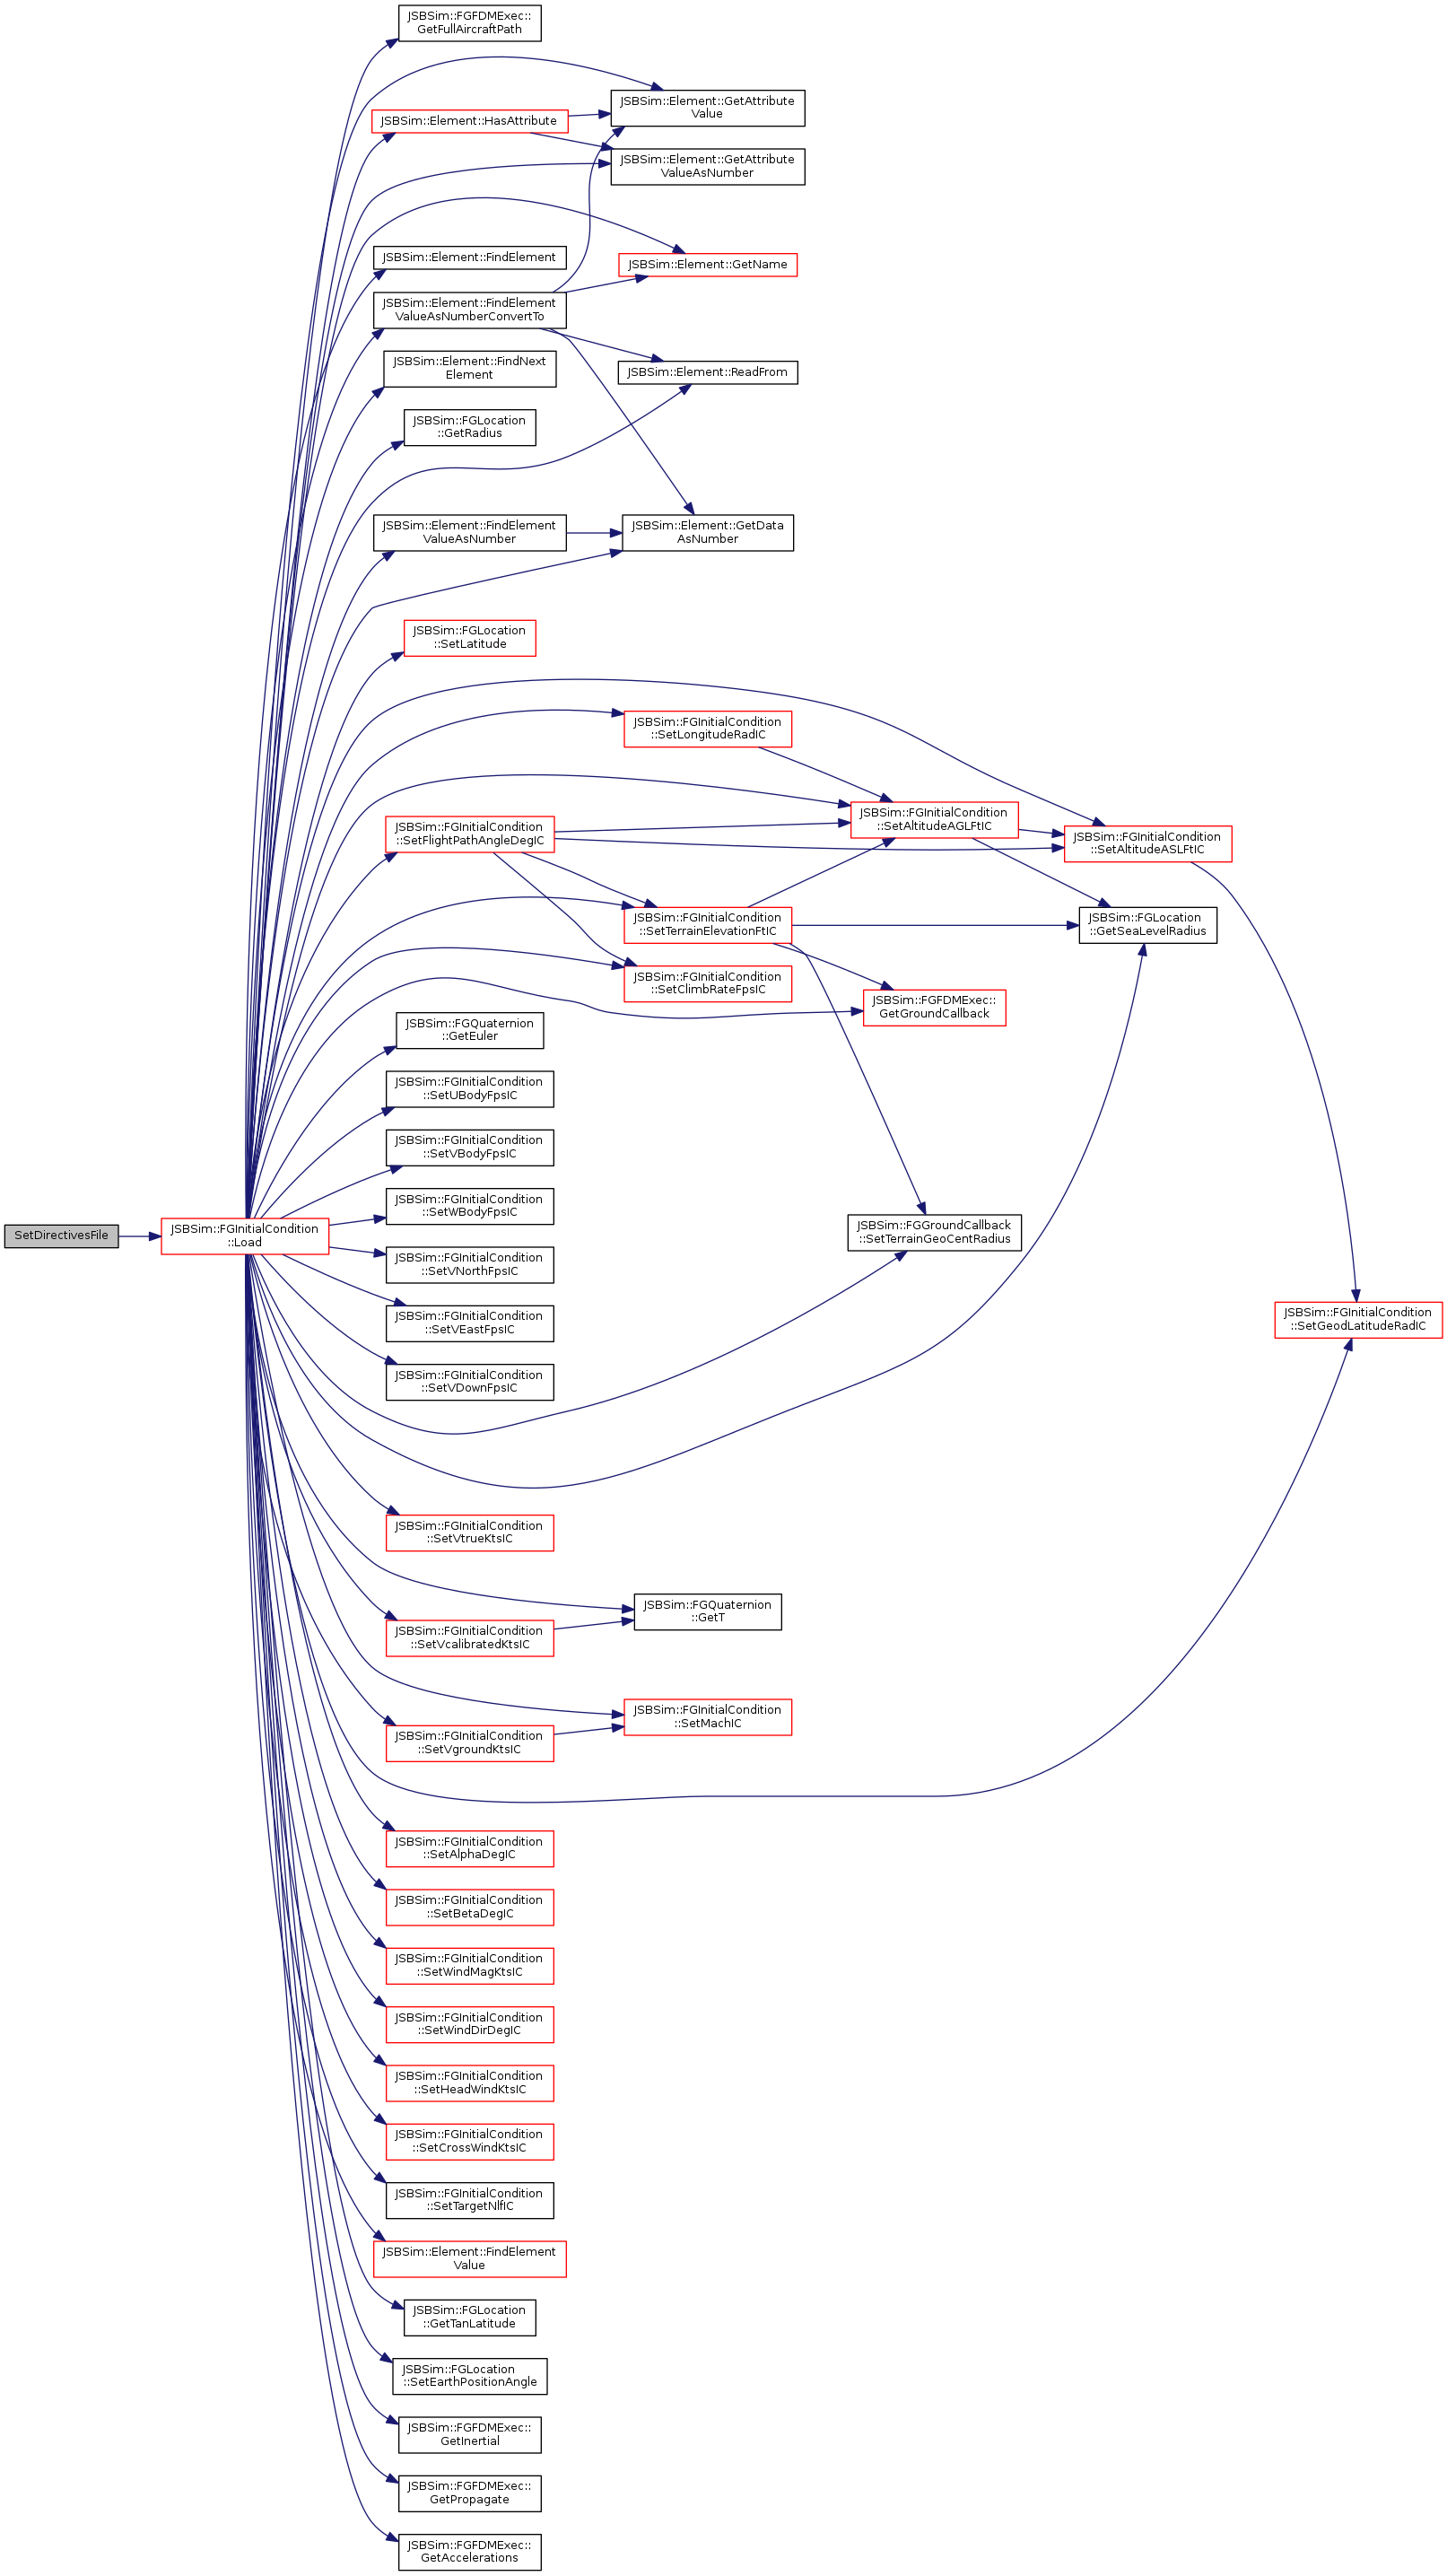 JSBSim::FGFDMExec::
GetFullAircraftPath
JSBSim::Element::GetAttribute
Value
JSBSim::Element::HasAttribute
JSBSim::Element::GetAttribute
ValueAsNumber
JSBSim::Element::FindElement
JSBSim::Element::GetName
JSBSim::Element::FindElement
ValueAsNumberConvertTo
JSBSim::Element::FindNext
Element
JSBSim::Element::ReadFrom
JSBSim::FGLocation
::GetRadius
JSBSim::Element::FindElement
ValueAsNumber
JSBSim::Element::GetData
AsNumber
JSBSim::FGLocation
::SetLatitude
JSBSim::FGInitialCondition
::SetLongitudeRadIC
JSBSim::FGInitialCondition
::SetFlightPathAngleDegIC
JSBSim::FGInitialCondition
::SetAltitudeAGLFtIC
JSBSim::FGInitialCondition
::SetAltitudeASLFtIC
JSBSim::FGInitialCondition
::SetTerrainElevationFtIC
JSBSim::FGLocation
::GetSeaLevelRadius
JSBSim::FGInitialCondition
::SetClimbRateFpsIC
JSBSim::FGFDMExec::
GetGroundCallback
JSBSim::FGQuaternion
::GetEuler
JSBSim::FGInitialCondition
::SetUBodyFpsIC
JSBSim::FGInitialCondition
::SetVBodyFpsIC
JSBSim::FGInitialCondition
::SetWBodyFpsIC
SetDirectivesFile
JSBSim::FGInitialCondition
::Load
JSBSim::FGGroundCallback
::SetTerrainGeoCentRadius
JSBSim::FGInitialCondition
::SetVNorthFpsIC
JSBSim::FGInitialCondition
::SetVEastFpsIC
JSBSim::FGInitialCondition
::SetGeodLatitudeRadIC
JSBSim::FGInitialCondition
::SetVDownFpsIC
JSBSim::FGInitialCondition
::SetVtrueKtsIC
JSBSim::FGQuaternion
::GetT
JSBSim::FGInitialCondition
::SetVcalibratedKtsIC
JSBSim::FGInitialCondition
::SetMachIC
JSBSim::FGInitialCondition
::SetVgroundKtsIC
JSBSim::FGInitialCondition
::SetAlphaDegIC
JSBSim::FGInitialCondition
::SetBetaDegIC
JSBSim::FGInitialCondition
::SetWindMagKtsIC
JSBSim::FGInitialCondition
::SetWindDirDegIC
JSBSim::FGInitialCondition
::SetHeadWindKtsIC
JSBSim::FGInitialCondition
::SetCrossWindKtsIC
JSBSim::FGInitialCondition
::SetTargetNlfIC
JSBSim::Element::FindElement
Value
JSBSim::FGLocation
::GetTanLatitude
JSBSim::FGLocation
::SetEarthPositionAngle
JSBSim::FGFDMExec::
GetInertial
JSBSim::FGFDMExec::
GetPropagate
JSBSim::FGFDMExec::
GetAccelerations